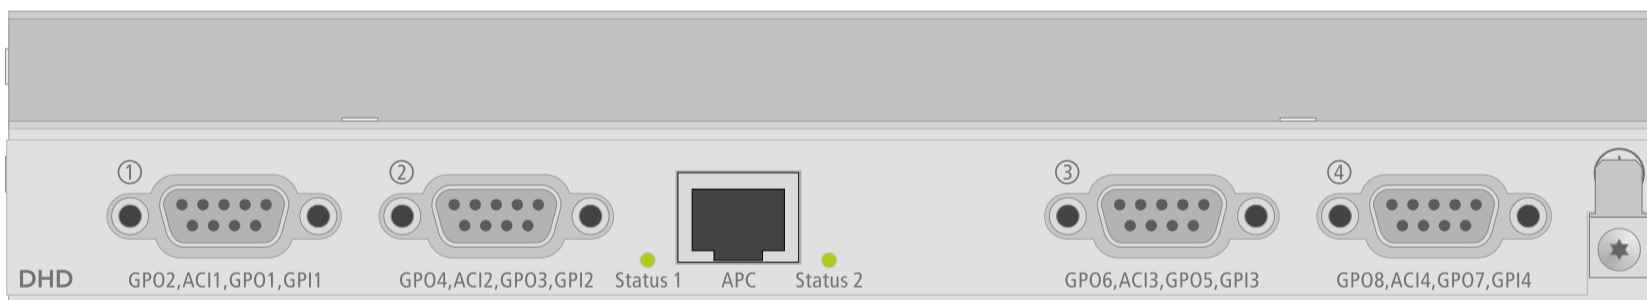 ① ② ③ ④
DHD GPO2,ACI1,GPO1,GPI1 GPO4,ACI2,GPO3,GPI2 Status 1 APC Status 2 GPO6,ACI3,GPO5,GPI3 GPO8,ACI4,GPO7,GPI4